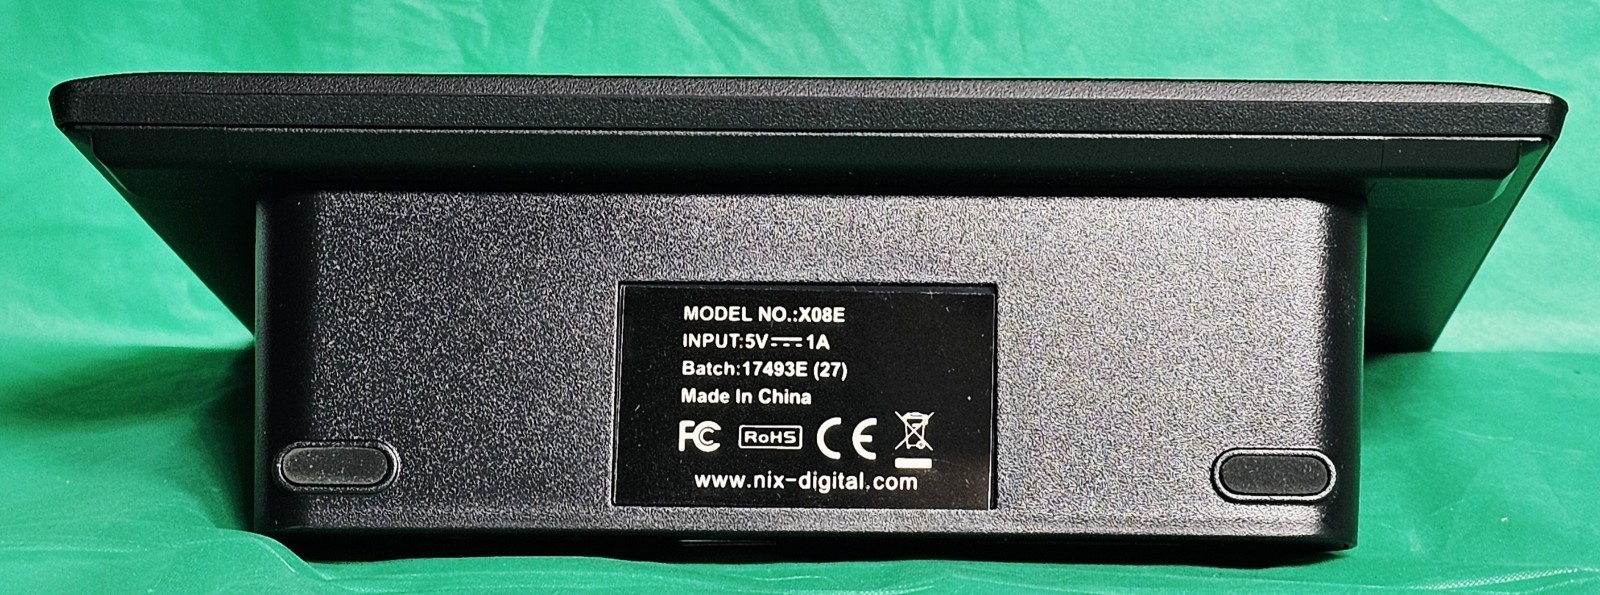 MODEL NO.:X08E
INPUT:5V⎓1A
Batch:17493E (27)
Made In China
FC RoHS CE
www.nix-digital.com